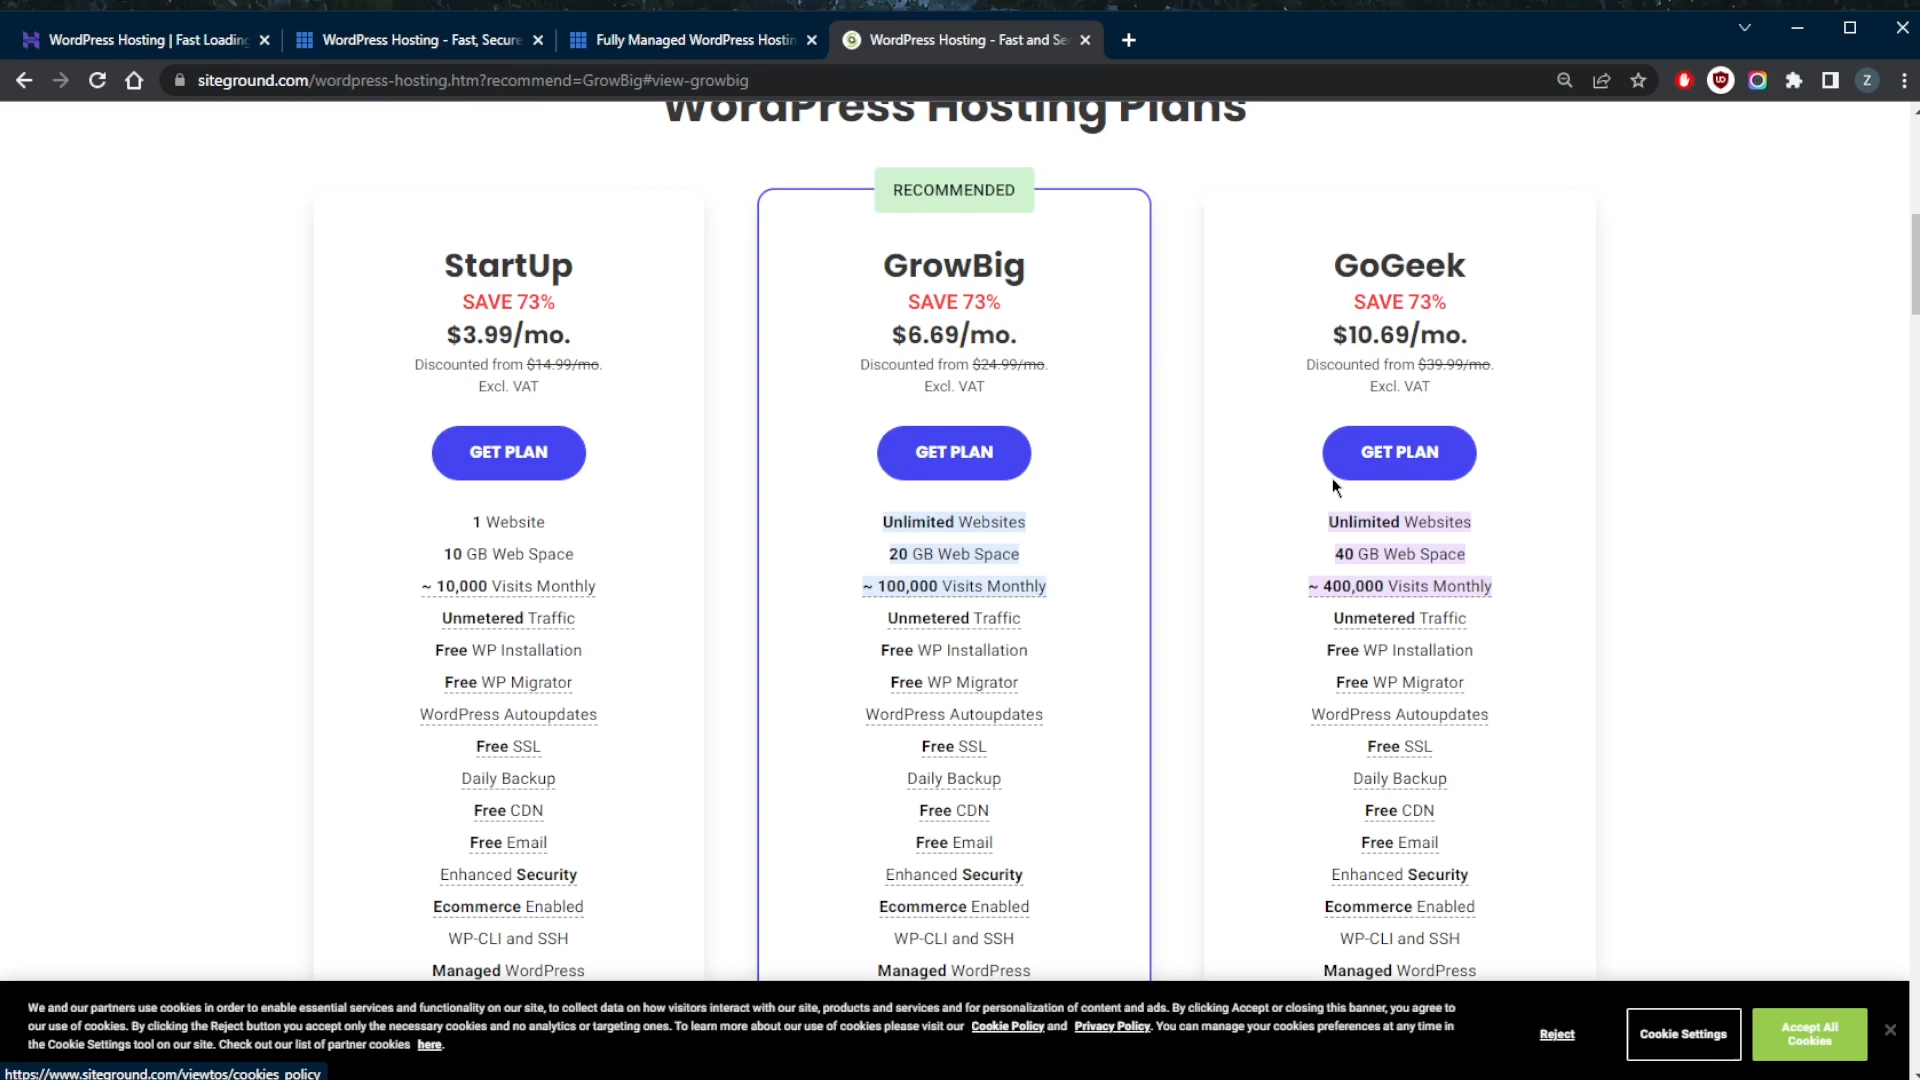 WordPress Hosting | Fast Loading
WordPress Hosting - Fast, Secure
Fully Managed WordPress Hostin
WordPress Hosting - Fast and Se
siteground.com/wordpress-hosting.htm?recommend=GrowBig#view-growbig
Z
WordPress Hosting Plans
RECOMMENDED
StartUp
SAVE 73%
$3.99/mo.
Discounted from $14.99/mo.
Excl. VAT
GET PLAN
1 Website
10 GB Web Space
~ 10,000 Visits Monthly
Unmetered Traffic
Free WP Installation
Free WP Migrator
WordPress Autoupdates
Free SSL
Daily Backup
Free CDN
Free Email
Enhanced Security
Ecommerce Enabled
WP-CLI and SSH
Managed WordPress
GrowBig
SAVE 73%
$6.69/mo.
Discounted from $24.99/mo.
Excl. VAT
GET PLAN
Unlimited Websites
20 GB Web Space
~ 100,000 Visits Monthly
Unmetered Traffic
Free WP Installation
Free WP Migrator
WordPress Autoupdates
Free SSL
Daily Backup
Free CDN
Free Email
Enhanced Security
Ecommerce Enabled
WP-CLI and SSH
Managed WordPress
GoGeek
SAVE 73%
$10.69/mo.
Discounted from $39.99/mo.
Excl. VAT
GET PLAN
Unlimited Websites
40 GB Web Space
~ 400,000 Visits Monthly
Unmetered Traffic
Free WP Installation
Free WP Migrator
WordPress Autoupdates
Free SSL
Daily Backup
Free CDN
Free Email
Enhanced Security
Ecommerce Enabled
WP-CLI and SSH
Managed WordPress
We and our partners use cookies in order to enable essential services and functionality on our site, to collect data on how visitors interact with our site, products and services and for personalization of content and ads. By clicking Accept or closing this banner, you agree to
our use of cookies. By clicking the Reject button you accept only the necessary cookies and no analytics or targeting ones. To learn more about our use of cookies please visit our Cookie Policy and Privacy Policy. You can manage your cookies preferences at any time in
the Cookie Settings tool on our site. Check out our list of partner cookies here.
Reject
Cookie Settings
Accept All
Cookies
https://www.siteground.com/viewtos/cookies_policy